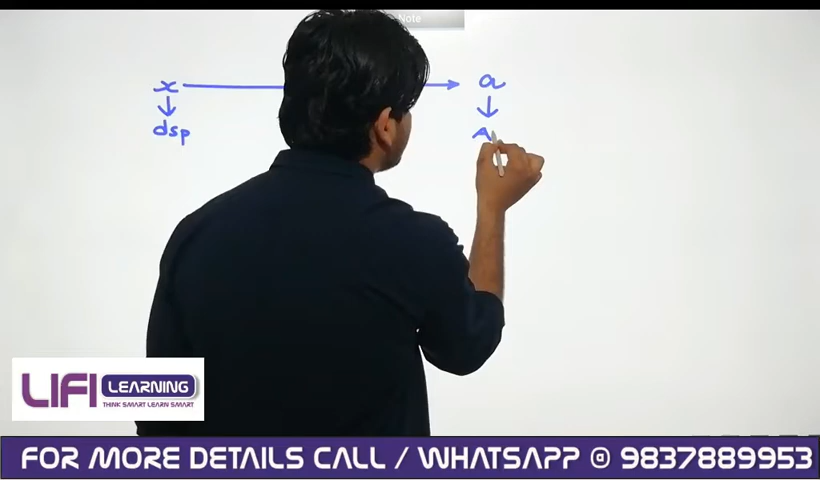 Note
x a
dsp A
LIFI LEARNING
THINK SMART LEARN SMART
FOR MORE DETAILS CALL / WHATSAPP @ 9837889953